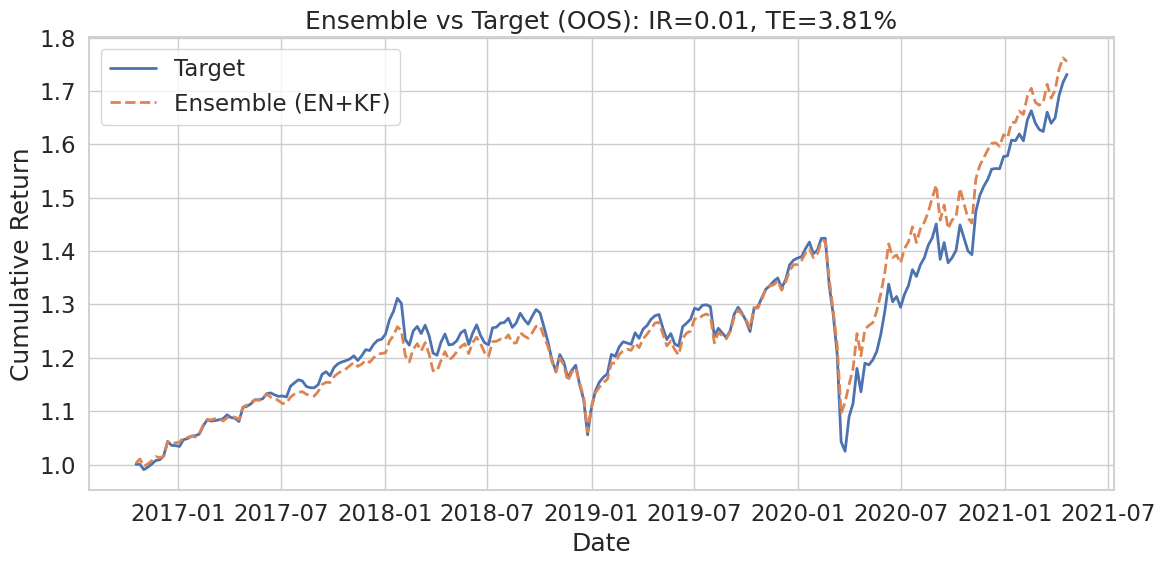 Ensemble vs Target (OOS): IR=0.01, TE=3.81%
Target
Ensemble (EN+KF)
Cumulative Return
1.8
1.7
1.6
1.5
1.4
1.3
1.2
1.1
1.0
2017-01 2017-07 2018-01 2018-07 2019-01 2019-07 2020-01 2020-07 2021-01 2021-07
Date